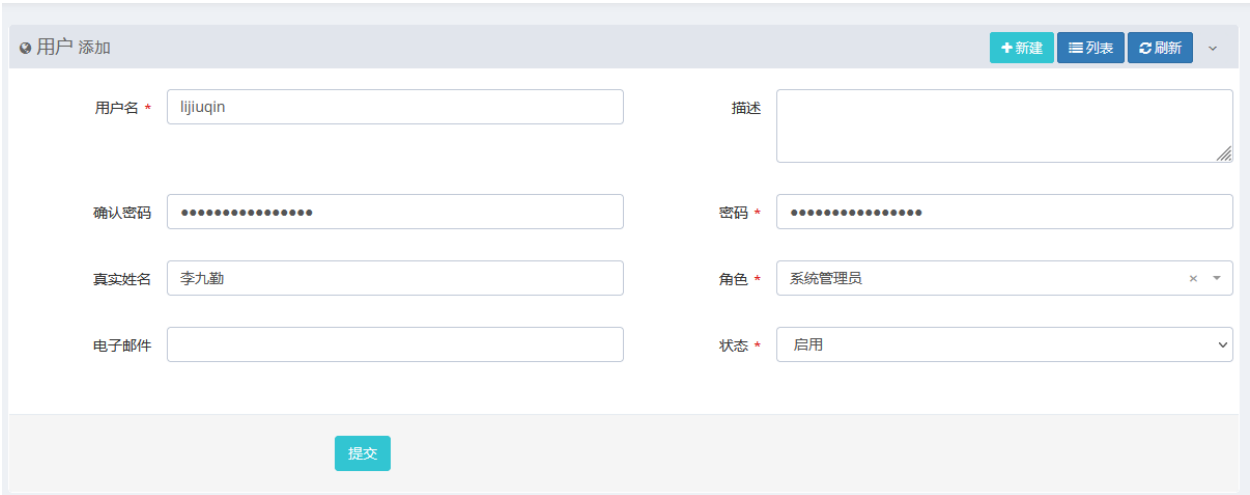 用户 添加
新建 列表 刷新
用户名 * lijiuqin 描述
确认密码 •••••••••••••••• 密码 * ••••••••••••••••
真实姓名 李九勤 角色 * 系统管理员 ×
电子邮件 状态 * 启用
提交